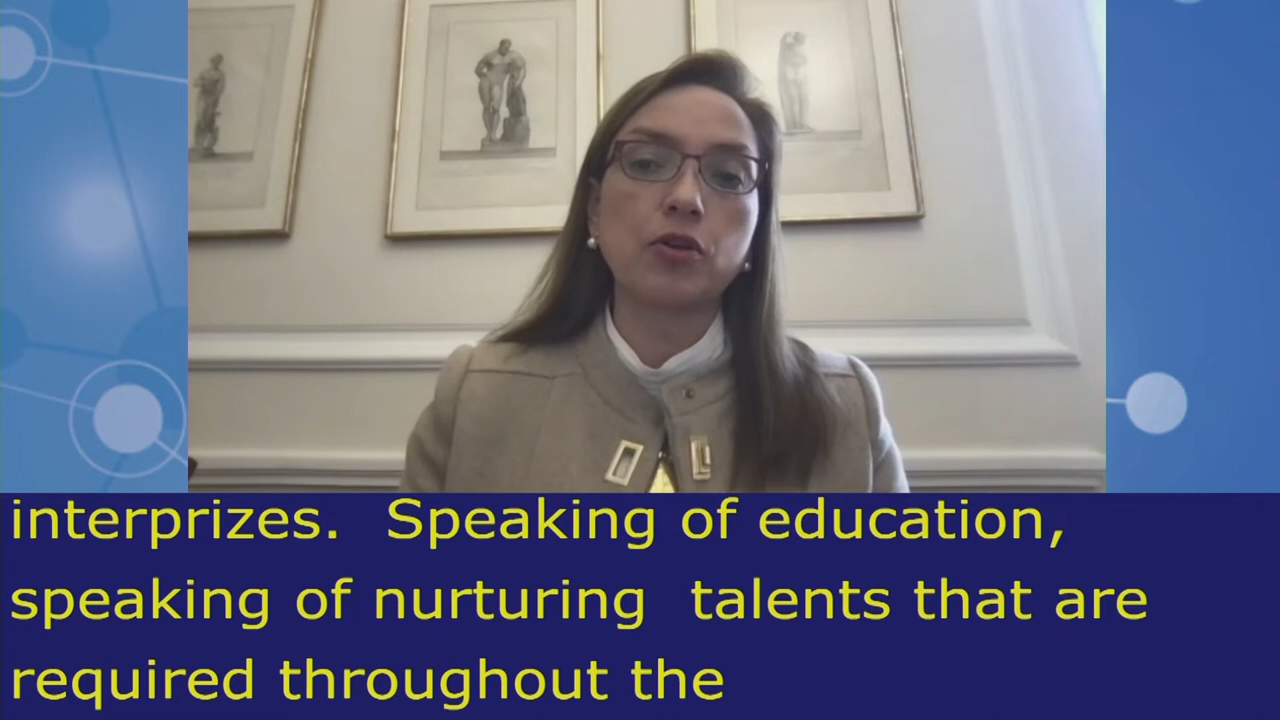 interprizes.  Speaking of education,
speaking of nurturing  talents that are
required throughout the